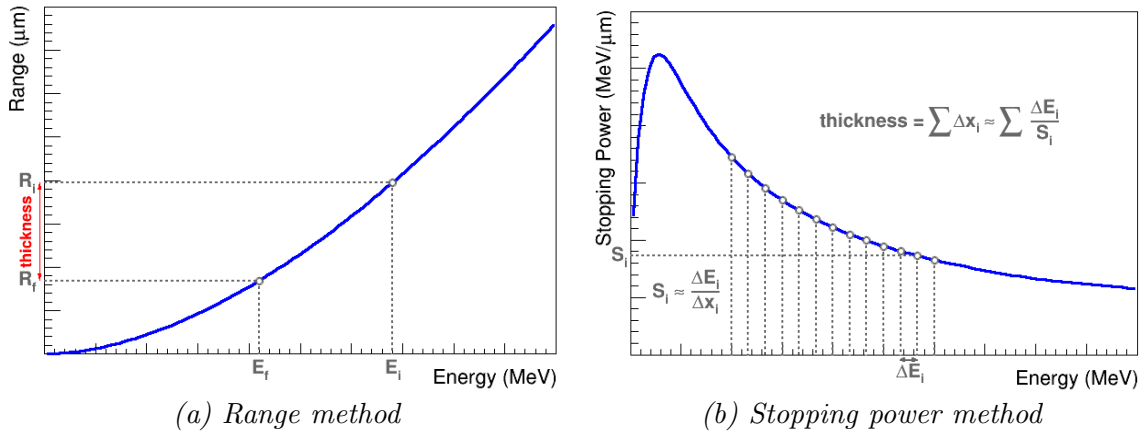 Range (μm)
R_i
thickness
R_f
E_f
E_i
Energy (MeV)
(a) Range method
Stopping Power (MeV/μm)
thickness = ∑ Δx_i ≈ ∑ ΔE_i / S_i
S_i
S_i ≈ ΔE_i / Δx_i
ΔE_i
Energy (MeV)
(b) Stopping power method